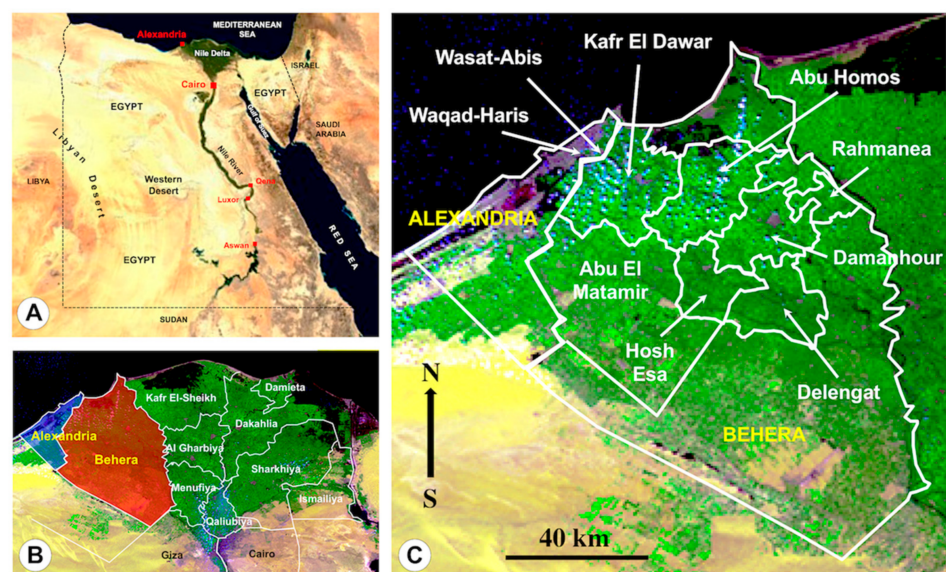 MEDITERRANEAN
SEA
Alexandria
Nile Delta
ISRAEL
Cairo
EGYPT
EGYPT
Gulf of Suez
SAUDI
ARABIA
Libyan Desert
Nile River
LIBYA
Western
Desert
Qena
Luxor
RED SEA
Aswan
EGYPT
SUDAN
A
Damieta
Kafr El-Sheikh
Dakahlia
Alexandria
Behera
Al Gharbiya
Sharkhiya
Menufiya
Ismailiya
Qaliubiya
Giza
Cairo
B
Kafr El Dawar
Wasat-Abis
Abu Homos
Waqad-Haris
Rahmanea
ALEXANDRIA
Damanhour
Abu El
Matamir
Hosh
Esa
Delengat
N
S
BEHERA
40 km
C